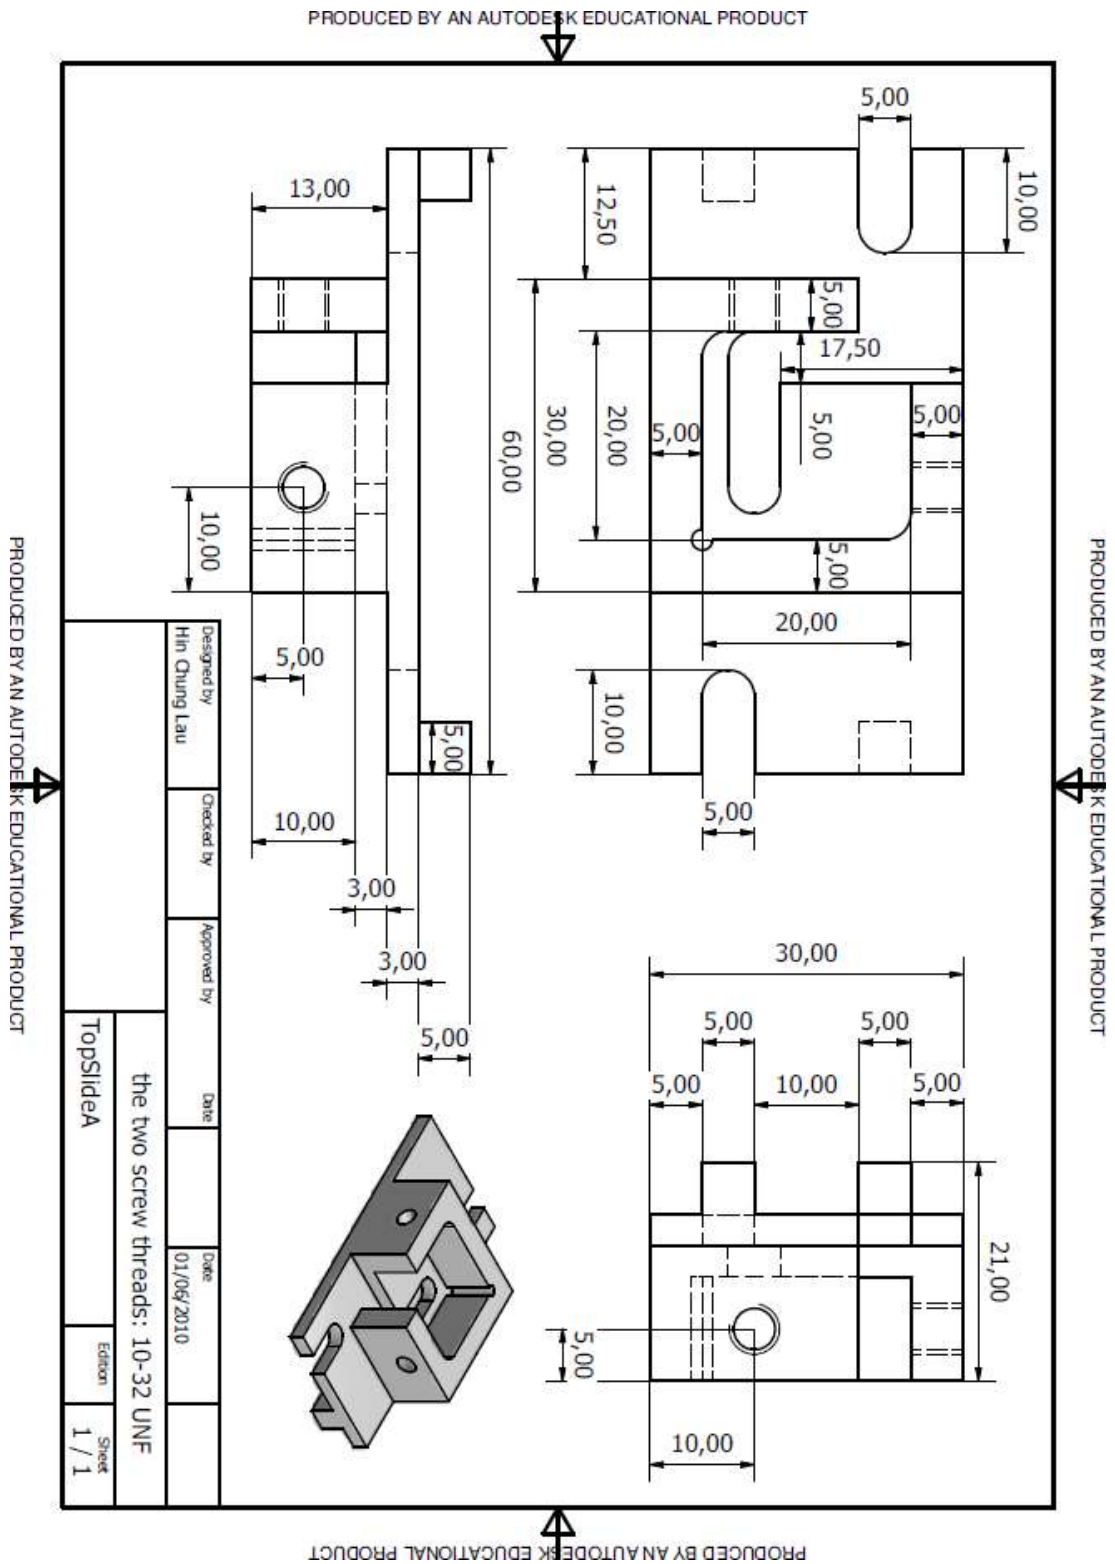 PRODUCED BY AN AUTODESK EDUCATIONAL PRODUCT
5,00
10,00
13,00
12,50
5,00
17,50
5,00
5,00
5,00
20,00
30,00
60,00
5,00
10,00
20,00
5,00
10,00
5,00
5,00
10,00
3,00
3,00
5,00
5,00
30,00
5,00
5,00
5,00
10,00
5,00
21,00
5,00
10,00
Designed by
Hin Chung Lau
Checked by
Approved by
Date
Date
01/06/2010
the two screw threads: 10-32 UNF
TopSlideA
Edition
Sheet
1 / 1
PRODUCED BY AN AUTODESK EDUCATIONAL PRODUCT
PRODUCED BY AN AUTODESK EDUCATIONAL PRODUCT
PRODUCED BY AN AUTODESK EDUCATIONAL PRODUCT